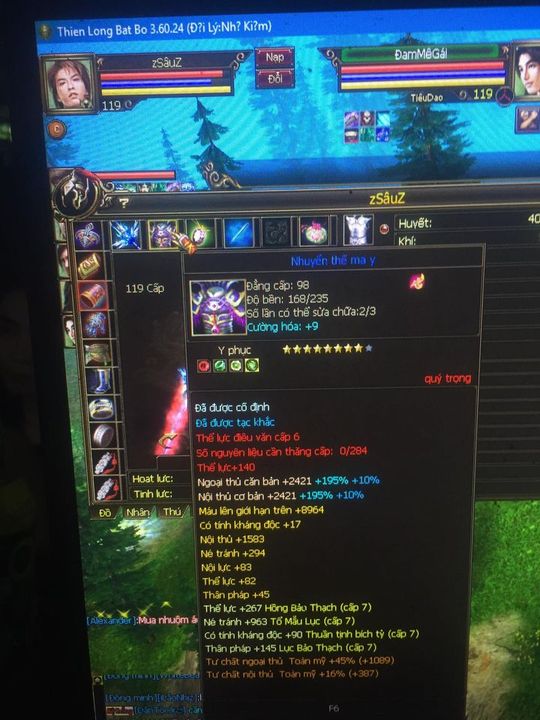 Thien Long Bat Bo 3.60.24 (Đ?i Lý:Nh? Ki?m)
zSâuZ
Nạp
ĐamMêGái
Đổi
119
TiêuDao
119
?
zSâuZ
Huyết: 40
Khí:
Nhuyển thế ma y
119 Cấp
Đẳng cấp: 98
Độ bền: 168/235
Số lần có thể sửa chữa:2/3
Cường hóa: +9
Y phục
quý trọng
Đã được cố định
Đã được tạc khắc
Thể lực điêu văn cấp 6
Số nguyên liệu cần thăng cấp: 0/284
Thể lực+140
Ngoại thủ căn bản +2421 +195% +10%
Nội thủ cơ bản +2421 +195% +10%
Máu lên giới hạn trên +8964
Có tính kháng độc +17
Nội thủ +1583
Né tránh +294
Nội lực +83
Thể lực +82
Thân pháp +45
Thể lực +267 Hồng Bảo Thạch (cấp 7)
Né tránh +963 Tổ Mẫu Lục (cấp 7)
Có tính kháng độc +90 Thuần tịnh bích tỷ (cấp 7)
Thân pháp +145 Lục Bảo Thạch (cấp 7)
Tư chất ngoại thủ Toàn mỹ +45% (+1089)
Tư chất nội thủ Toàn mỹ +16% (+387)
Hoạt lực:
Tinh lực:
Đồ Nhân Thú
[Alexander]:Mua nhuộm á
[Đồng minh]
F6